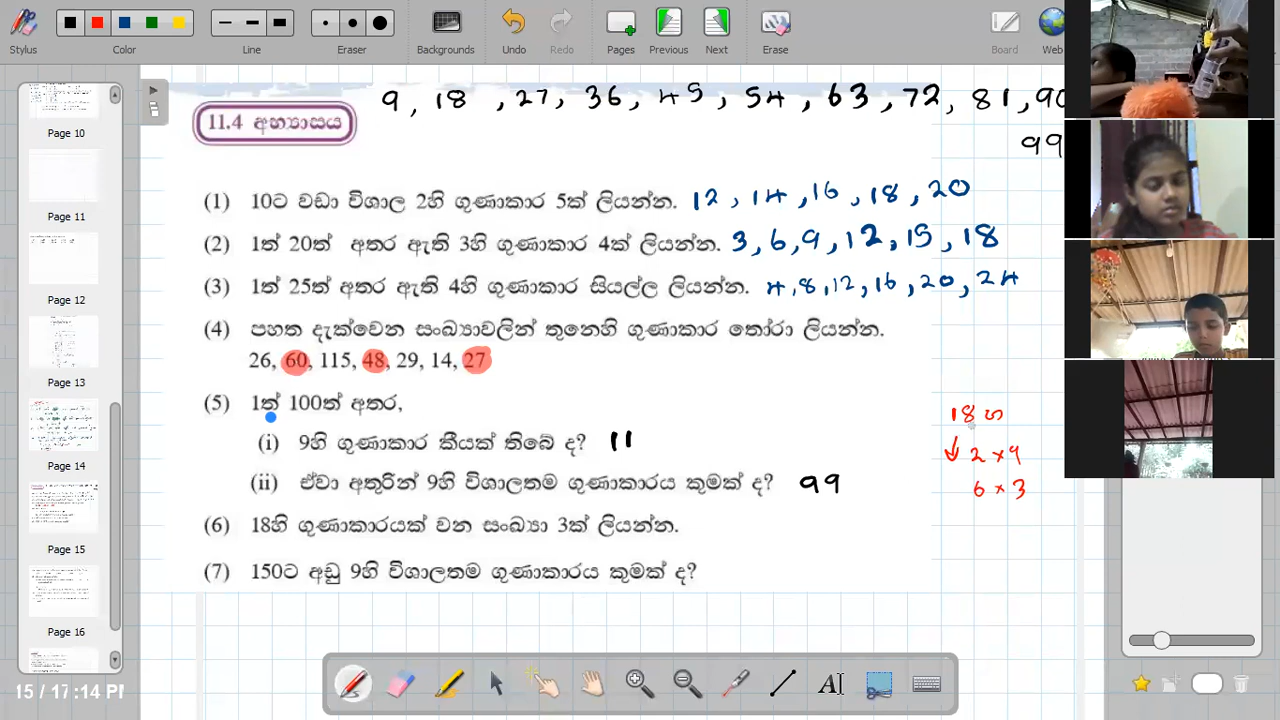 Stylus Color Line Eraser Backgrounds Undo Redo Pages Previous Next Erase Board Web
Page 10
Page 11
Page 12
Page 13
Page 14
Page 15
Page 16
15 / 17
9, 18, 27, 36, 45, 54, 63, 72, 81, 90
99
11.4 අභ්‍යාසය
(1) 10ට වඩා විශාල 2හි ගුණාකාර 5ක් ලියන්න. 12, 14, 16, 18, 20
(2) 1ත් 20ත් අතර ඇති 3හි ගුණාකාර 4ක් ලියන්න. 3, 6, 9, 12, 15, 18
(3) 1ත් 25ත් අතර ඇති 4හි ගුණාකාර සියල්ල ලියන්න. 4, 8, 12, 16, 20, 24
(4) පහත දැක්වෙන සංඛ්‍යාවලින් තුනෙහි ගුණාකාර තෝරා ලියන්න.
26, 60, 115, 48, 29, 14, 27
(5) 1ත් 100ත් අතර,
(i) 9හි ගුණාකාර කීයක් තිබේ ද? 11
(ii) ඒවා අතුරින් 9හි විශාලතම ගුණාකාරය කුමක් ද? 99
(6) 18හි ගුණාකාරයක් වන සංඛ්‍යා 3ක් ලියන්න.
(7) 150ට අඩු 9හි විශාලතම ගුණාකාරය කුමක් ද?
18 හ
2 × 9
6 × 3